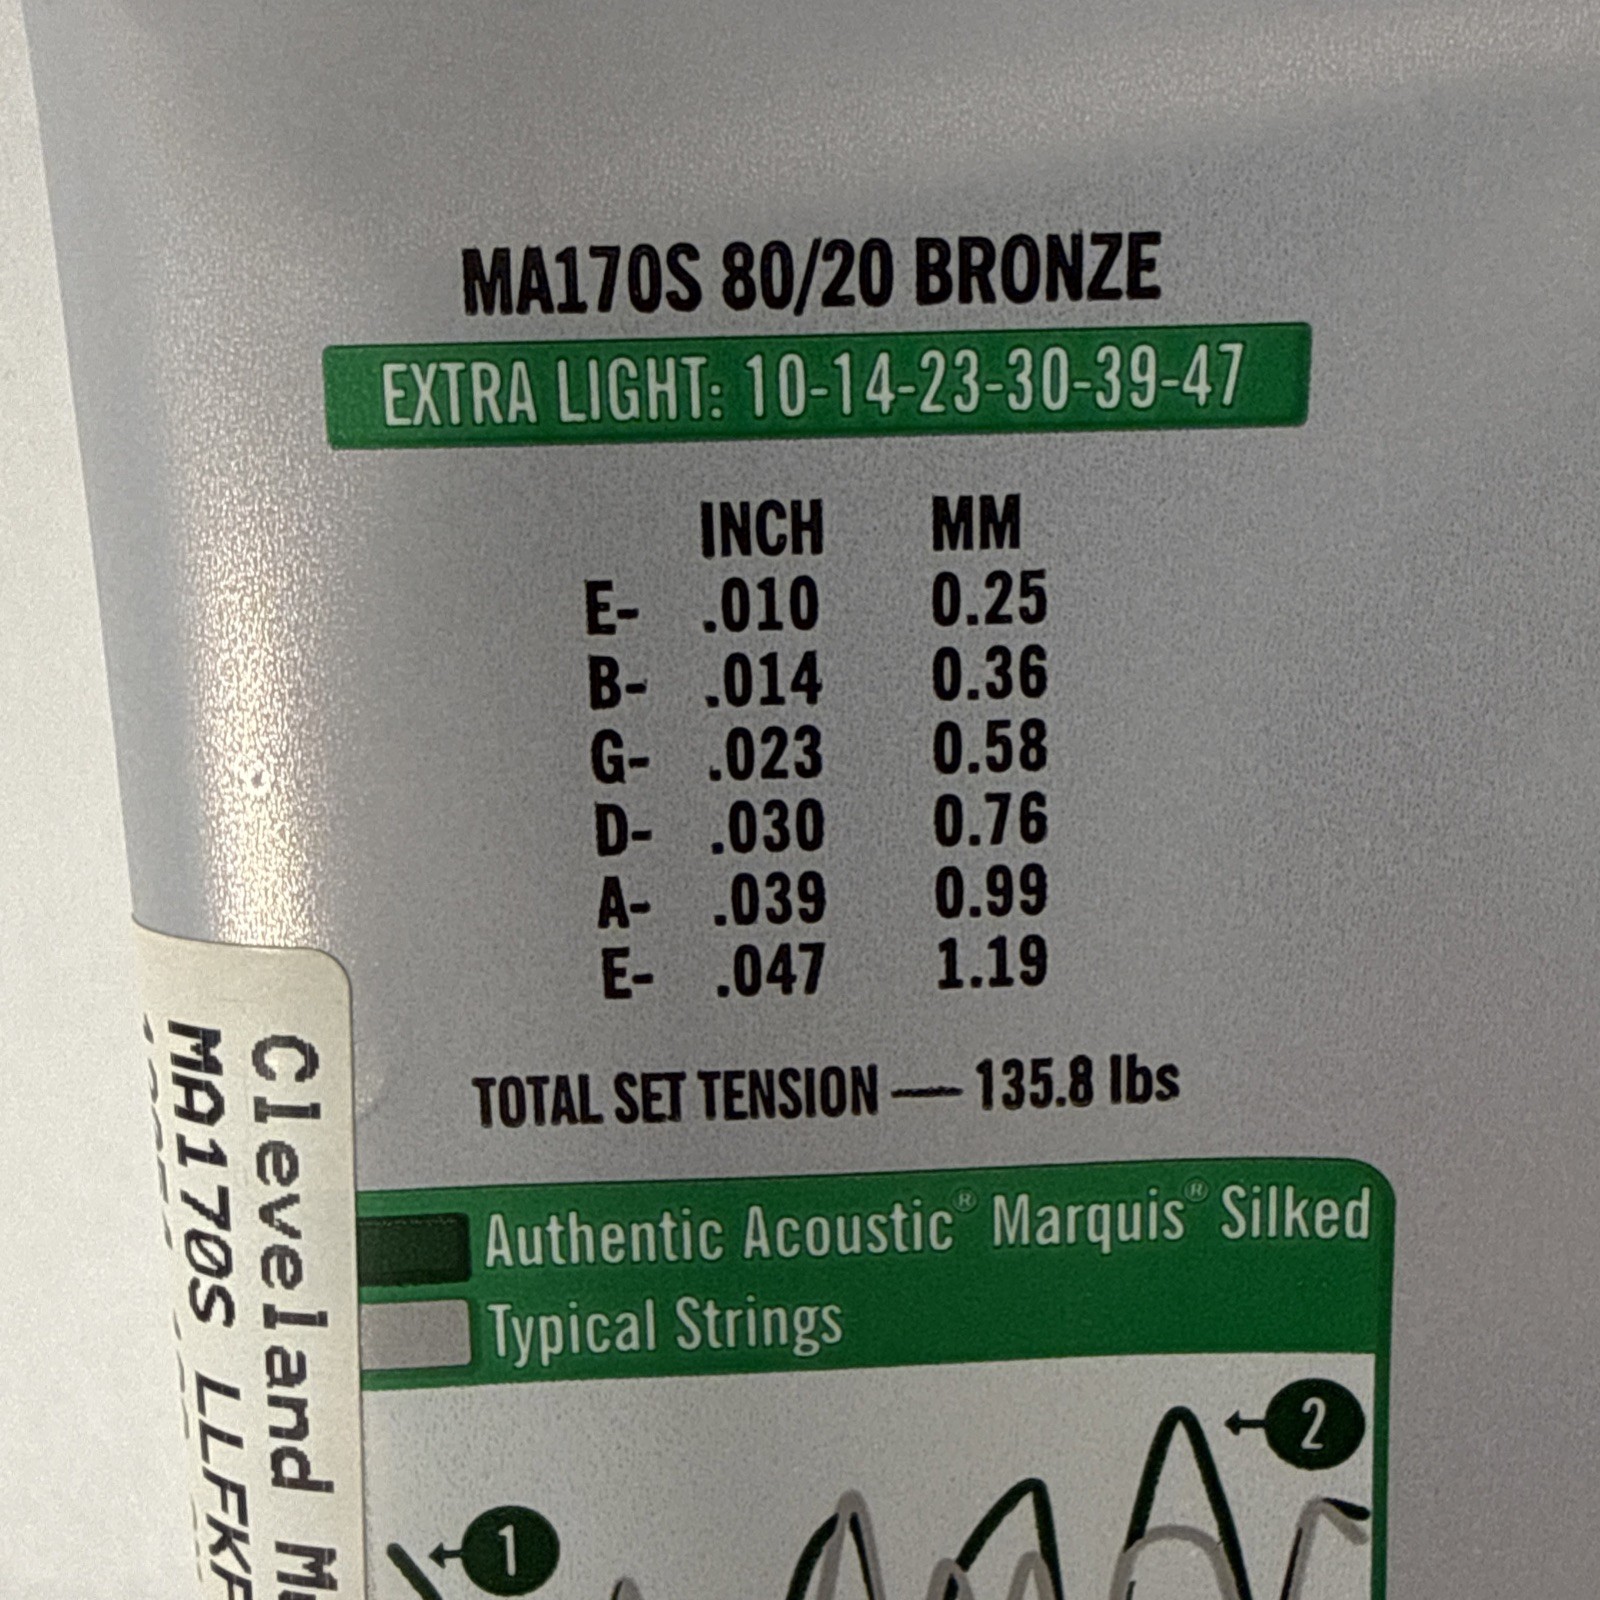 MA170S 80/20 BRONZE
EXTRA LIGHT: 10-14-23-30-39-47
INCH MM
E- .010 0.25
B- .014 0.36
G- .023 0.58
D- .030 0.76
A- .039 0.99
E- .047 1.19
TOTAL SET TENSION — 135.8 lbs
Authentic Acoustic® Marquis® Silked
Typical Strings
2
1
Cleveland
MA170S